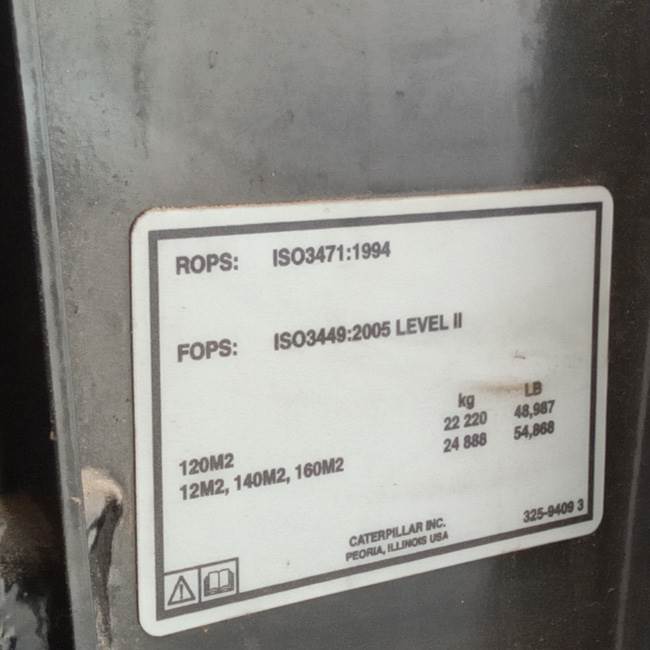 ROPS: ISO3471:1994
FOPS: ISO3449:2005 LEVEL II
kg LB
120M2 22 220 48,987
12M2, 140M2, 160M2 24 888 54,868
CATERPILLAR INC.
PEORIA, ILLINOIS USA
325-9409 3